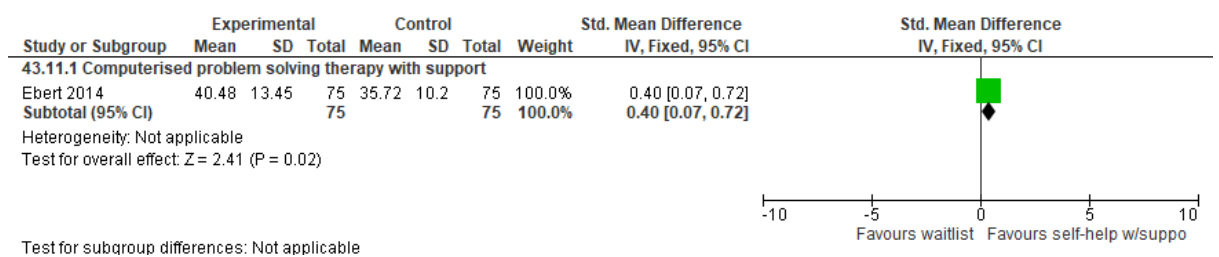 Experimental Control Std. Mean Difference Std. Mean Difference
Study or Subgroup Mean SD Total Mean SD Total Weight IV, Fixed, 95% CI IV, Fixed, 95% CI
43.11.1 Computerised problem solving therapy with support
Ebert 2014 40.48 13.45 75 35.72 10.2 75 100.0% 0.40 [0.07, 0.72]
Subtotal (95% CI) 75 75 100.0% 0.40 [0.07, 0.72]
Heterogeneity: Not applicable
Test for overall effect: Z = 2.41 (P = 0.02)
-10 -5 0 5 10
Favours waitlist Favours self-help w/suppo
Test for subgroup differences: Not applicable